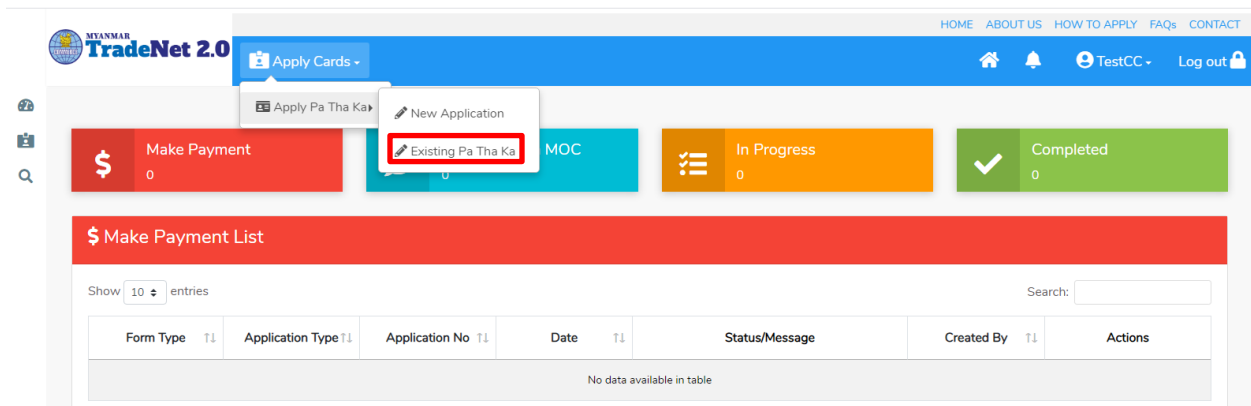 HOME ABOUT US HOW TO APPLY FAQs CONTACT
MYANMAR
TradeNet 2.0
Apply Cards
TestCC
Log out
Apply Pa Tha Ka
New Application
Existing Pa Tha Ka
Make Payment
0
MOC
0
In Progress
0
Completed
0
$ Make Payment List
Show 10 entries
Search:
Form Type Application Type Application No Date Status/Message Created By Actions
No data available in table